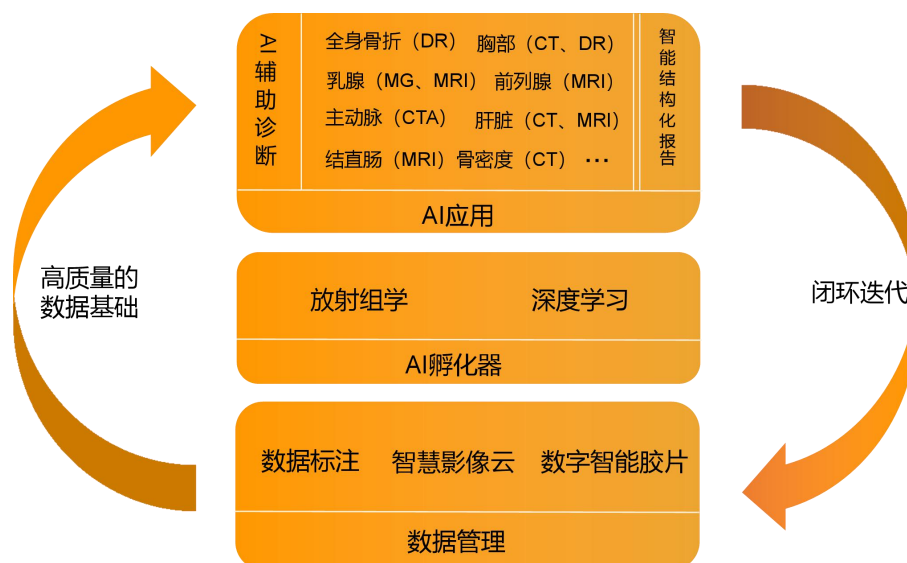 AI辅助诊断
全身骨折（DR） 胸部（CT、DR）
乳腺（MG、MRI） 前列腺（MRI）
主动脉（CTA） 肝脏（CT、MRI）
结直肠（MRI） 骨密度（CT） ···
智能结构化报告
AI应用
高质量的
数据基础
放射组学 深度学习
AI孵化器
闭环迭代
数据标注 智慧影像云 数字智能胶片
数据管理